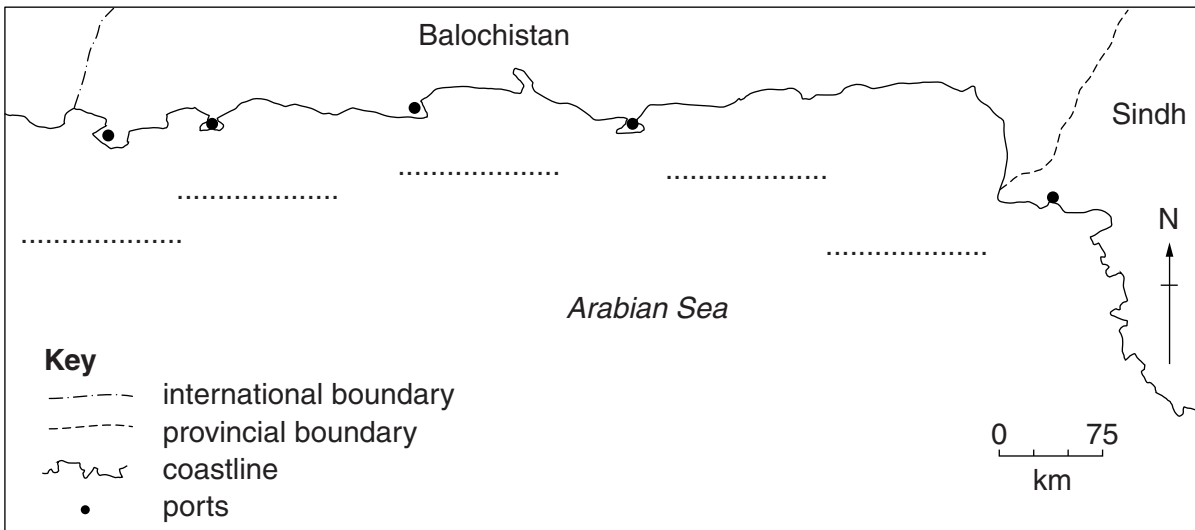 Balochistan
Sindh
N
Arabian Sea
Key
international boundary
provincial boundary
coastline
ports
0 75
km